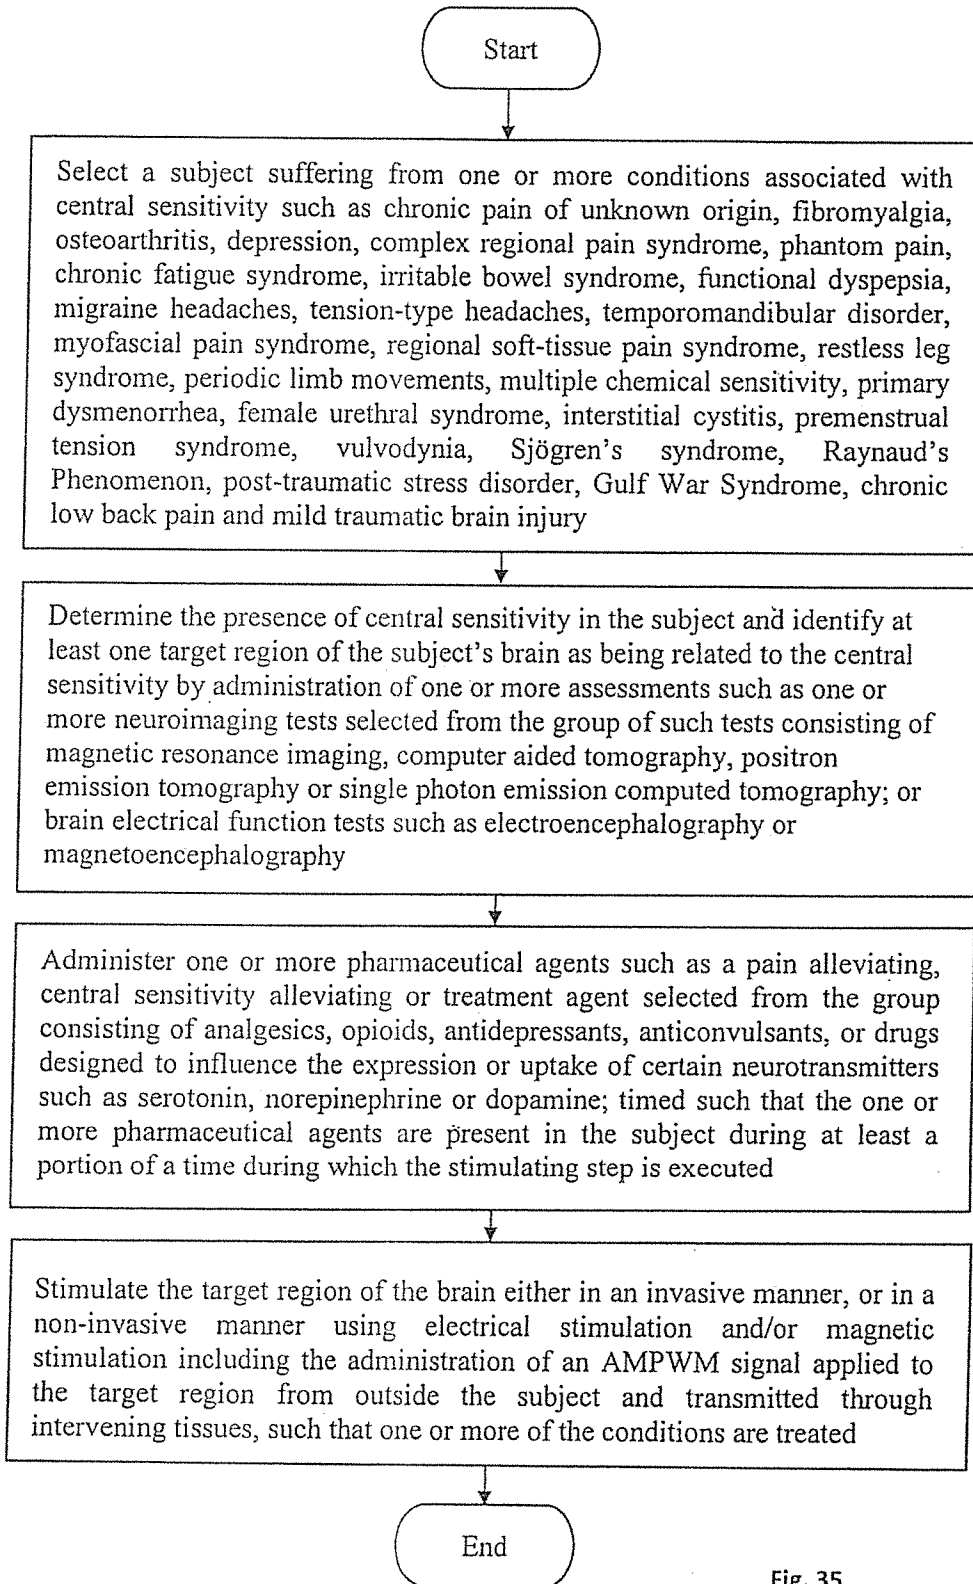 Start
Select a subject suffering from one or more conditions associated with
central sensitivity such as chronic pain of unknown origin, fibromyalgia,
osteoarthritis, depression, complex regional pain syndrome, phantom pain,
chronic fatigue syndrome, irritable bowel syndrome, functional dyspepsia,
migraine headaches, tension-type headaches, temporomandibular disorder,
myofascial pain syndrome, regional soft-tissue pain syndrome, restless leg
syndrome, periodic limb movements, multiple chemical sensitivity, primary
dysmenorrhea, female urethral syndrome, interstitial cystitis, premenstrual
tension syndrome, vulvodynia, Sjögren's syndrome, Raynaud's
Phenomenon, post-traumatic stress disorder, Gulf War Syndrome, chronic
low back pain and mild traumatic brain injury
Determine the presence of central sensitivity in the subject and identify at
least one target region of the subject's brain as being related to the central
sensitivity by administration of one or more assessments such as one or
more neuroimaging tests selected from the group of such tests consisting of
magnetic resonance imaging, computer aided tomography, positron
emission tomography or single photon emission computed tomography; or
brain electrical function tests such as electroencephalography or
magnetoencephalography
Administer one or more pharmaceutical agents such as a pain alleviating,
central sensitivity alleviating or treatment agent selected from the group
consisting of analgesics, opioids, antidepressants, anticonvulsants, or drugs
designed to influence the expression or uptake of certain neurotransmitters
such as serotonin, norepinephrine or dopamine; timed such that the one or
more pharmaceutical agents are present in the subject during at least a
portion of a time during which the stimulating step is executed
Stimulate the target region of the brain either in an invasive manner, or in a
non-invasive manner using electrical stimulation and/or magnetic
stimulation including the administration of an AMPWM signal applied to
the target region from outside the subject and transmitted through
intervening tissues, such that one or more of the conditions are treated
End
Fig. 35